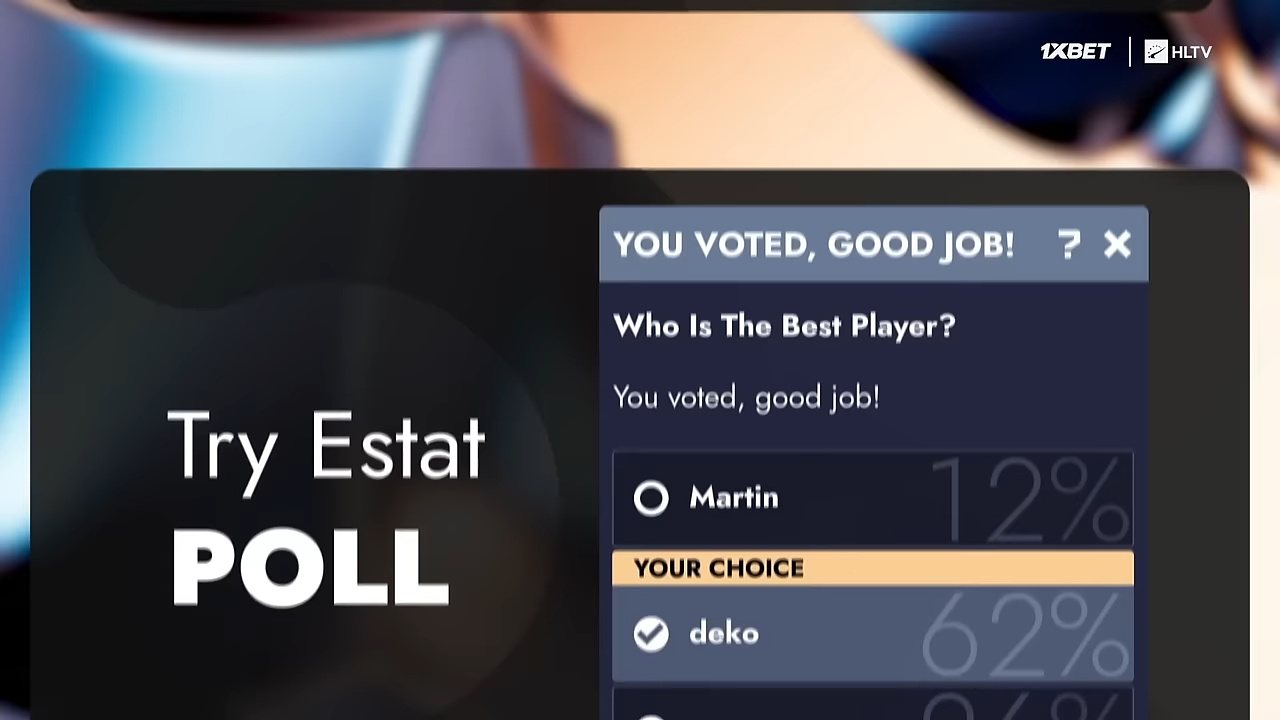 1XBET | HLTV
YOU VOTED, GOOD JOB! ? X
Who Is The Best Player?
You voted, good job!
Try Estat
POLL
Martin 12%
YOUR CHOICE
deko 62%